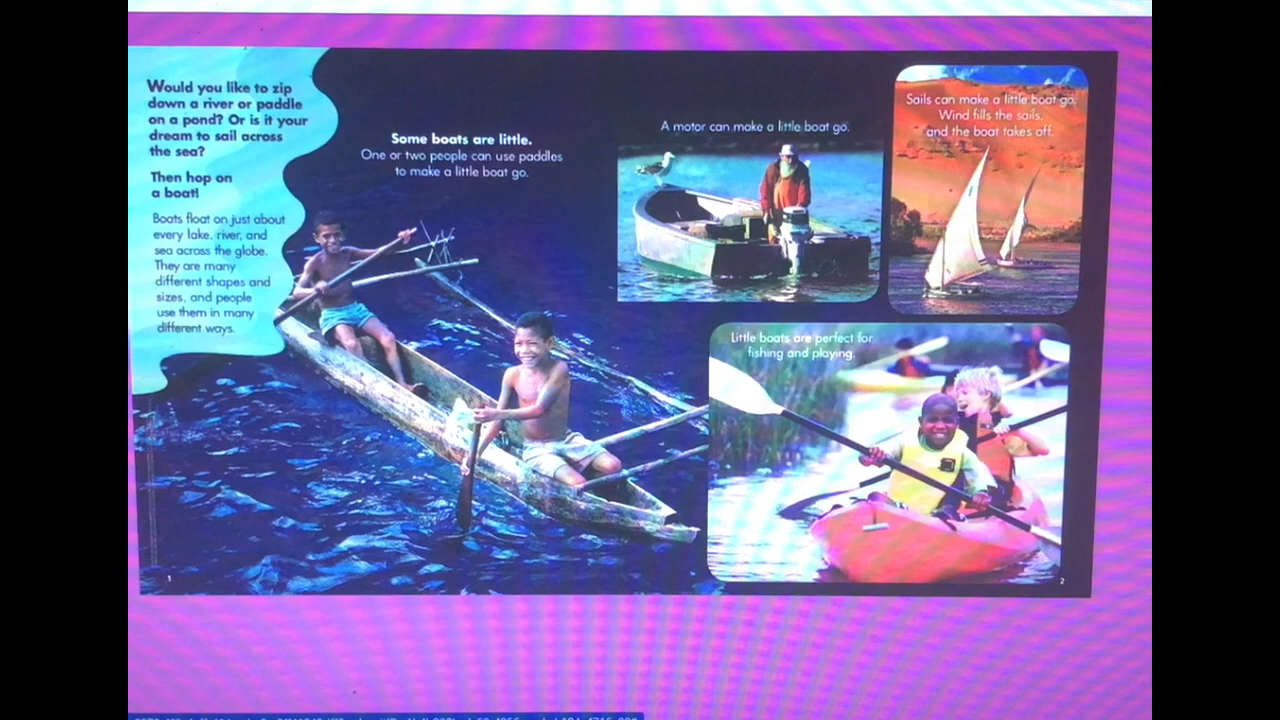 Would you like to zip
down a river or paddle
on a pond? Or is it your
dream to sail across
the sea?
Then hop on
a boat!
Boats float on just about
every lake, river, and
sea across the globe.
They are many
different shapes and
sizes, and people
use them in many
different ways.
Some boats are little.
One or two people can use paddles
to make a little boat go.
A motor can make a little boat go.
Sails can make a little boat go.
Wind fills the sails,
and the boat takes off.
Little boats are perfect for
fishing and playing.
1
2